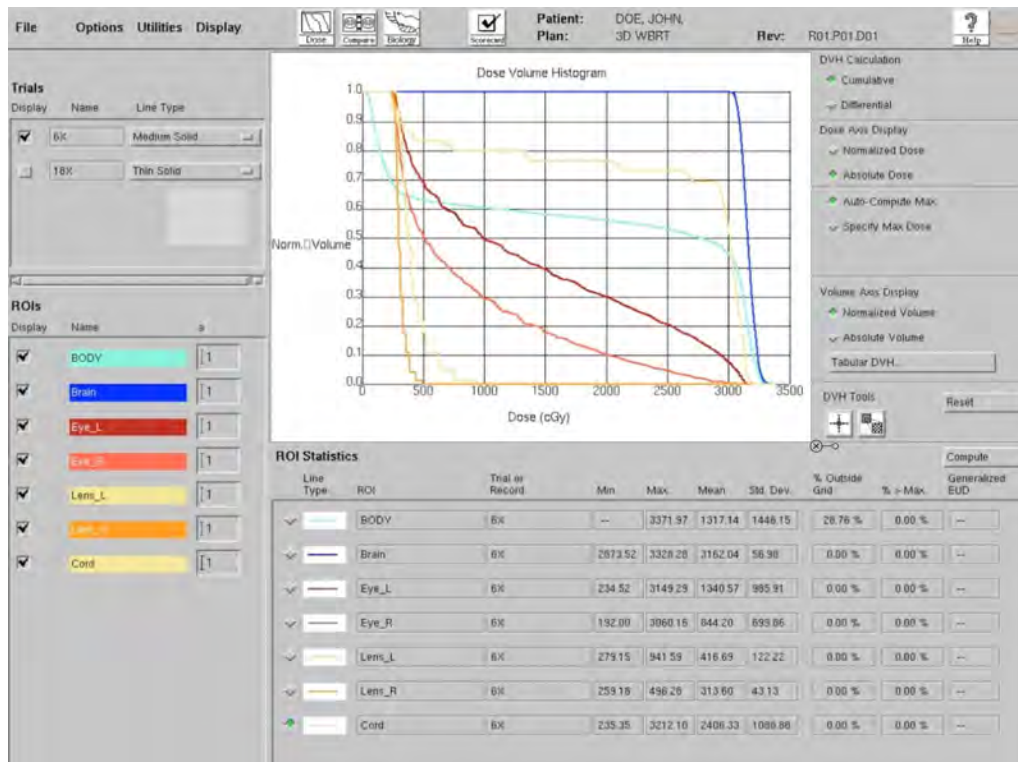 File Options Utilities Display
Dose Compare Biology Scorecard
Patient: DOE, JOHN,
Plan: 3D WBRT Rev: R01.P01.D01
Help
Trials
Display Name Line Type
6X Medium Solid
18X Thin Solid
ROIs
Display Name a
BODY 1
Brain 1
Eye_L 1
Eye_R 1
Lens_L 1
Lens_R 1
Cord 1
Dose Volume Histogram
1.0
0.9
0.8
0.7
0.6
0.5
Norm. Volume
0.4
0.3
0.2
0.1
0.0
0 500 1000 1500 2000 2500 3000 3500
Dose (cGy)
DVH Calculation
Cumulative
Differential
Dose Axis Display
Normalized Dose
Absolute Dose
Auto-Compute Max.
Specify Max Dose
Volume Axis Display
Normalized Volume
Absolute Volume
Tabular DVH...
DVH Tools
Reset
ROI Statistics
Compute
Line Type ROI Trial or Record Min. Max. Mean Std. Dev. % Outside Grid % > Max Generalized EUD
BODY 6X -- 3371.97 1317.14 1446.15 28.76 % 0.00 % --
Brain 6X 2873.52 3328.28 3162.04 56.98 0.00 % 0.00 % --
Eye_L 6X 234.52 3149.29 1340.57 985.91 0.00 % 0.00 % --
Eye_R 6X 192.00 3060.16 844.20 699.86 0.00 % 0.00 % --
Lens_L 6X 279.15 941.59 416.69 122.22 0.00 % 0.00 % --
Lens_R 6X 259.18 496.28 313.60 43.13 0.00 % 0.00 % --
Cord 6X 235.35 3212.10 2406.33 0.00 % 0.00 % --